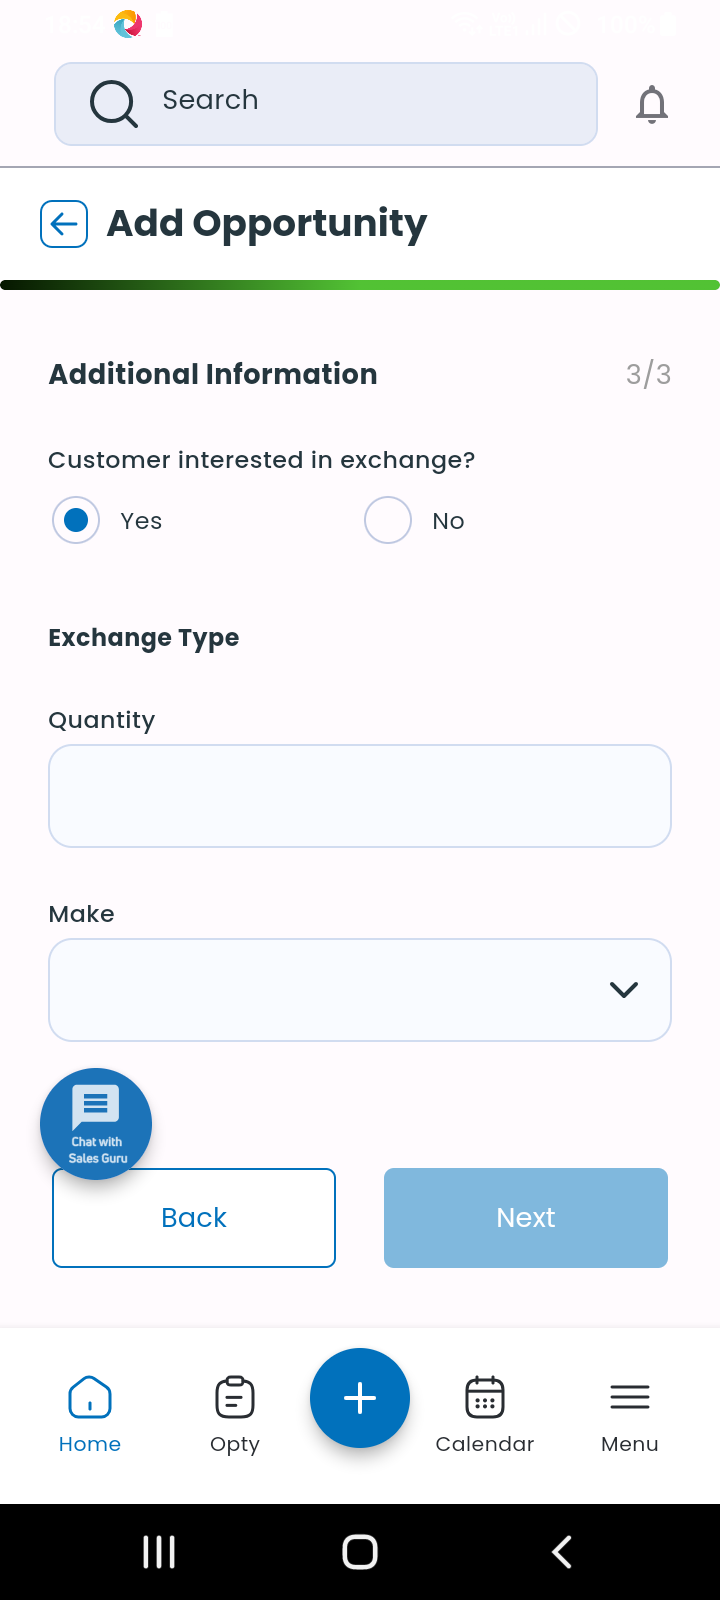 Search
Add Opportunity
Additional Information 3/3
Customer interested in exchange?
Yes No
Exchange Type
Quantity
Make
Chat with
Sales Guru
Back Next
Home Opty Calendar Menu